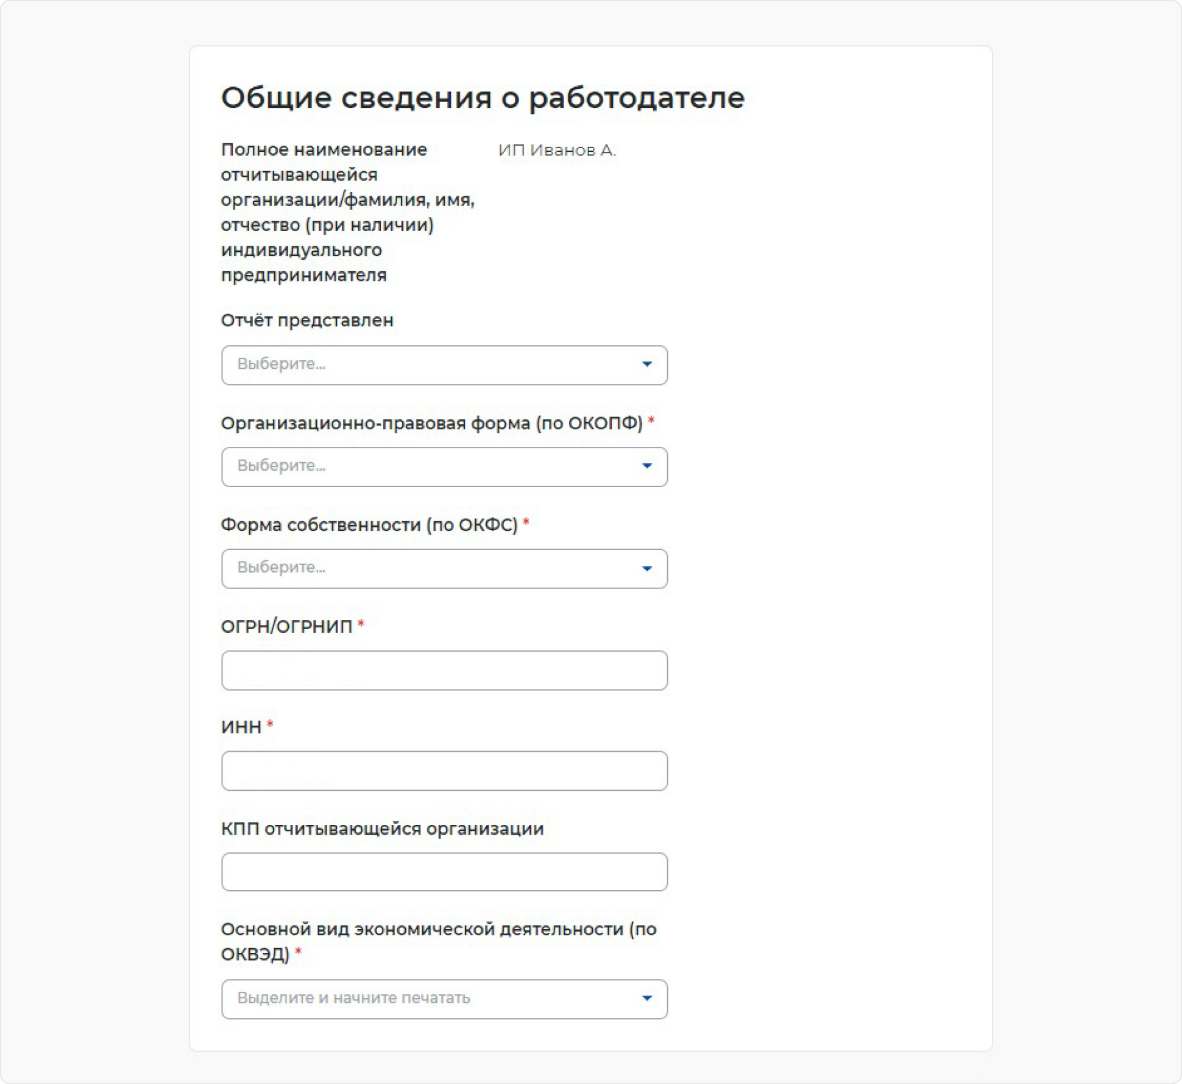 Общие сведения о работодателе
Полное наименование
отчитывающейся
организации/фамилия, имя,
отчество (при наличии)
индивидуального
предпринимателя
ИП Иванов А.
Отчёт представлен
Выберите...
Организационно-правовая форма (по ОКОПФ) *
Выберите...
Форма собственности (по ОКФС) *
Выберите...
ОГРН/ОГРНИП *
ИНН *
КПП отчитывающейся организации
Основной вид экономической деятельности (по
ОКВЭД) *
Выделите и начните печатать